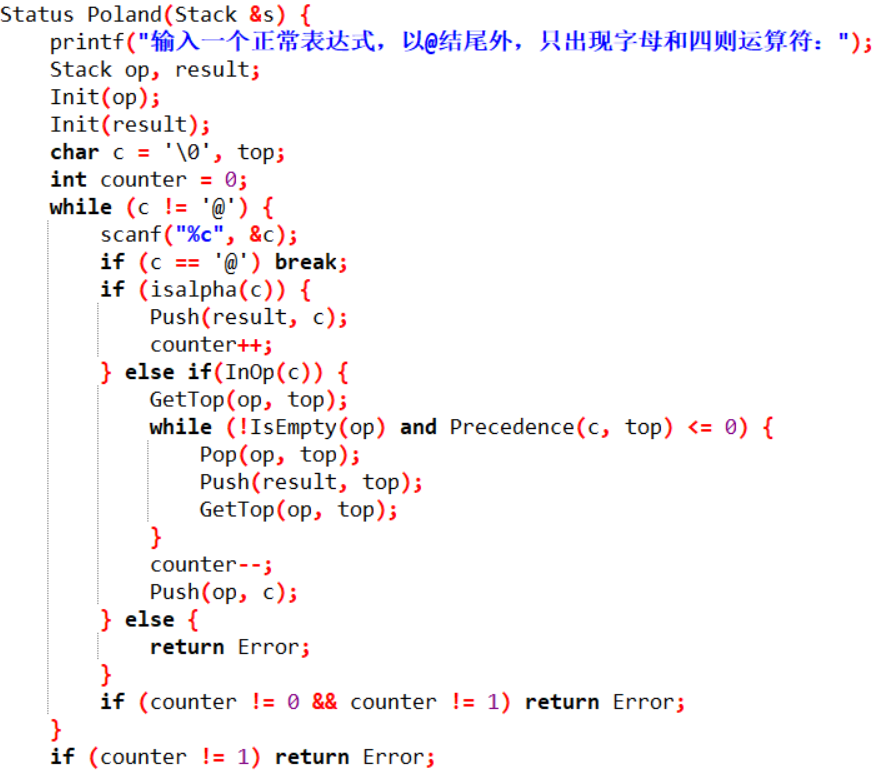 Status Poland(Stack &s) {
    printf("输入一个正常表达式，以@结尾外，只出现字母和四则运算符：");
    Stack op, result;
    Init(op);
    Init(result);
    char c = '\0', top;
    int counter = 0;
    while (c != '@') {
        scanf("%c", &c);
        if (c == '@') break;
        if (isalpha(c)) {
            Push(result, c);
            counter++;
        } else if(InOp(c)) {
            GetTop(op, top);
            while (!IsEmpty(op) and Precedence(c, top) <= 0) {
                Pop(op, top);
                Push(result, top);
                GetTop(op, top);
            }
            counter--;
            Push(op, c);
        } else {
            return Error;
        }
        if (counter != 0 && counter != 1) return Error;
    }
    if (counter != 1) return Error;